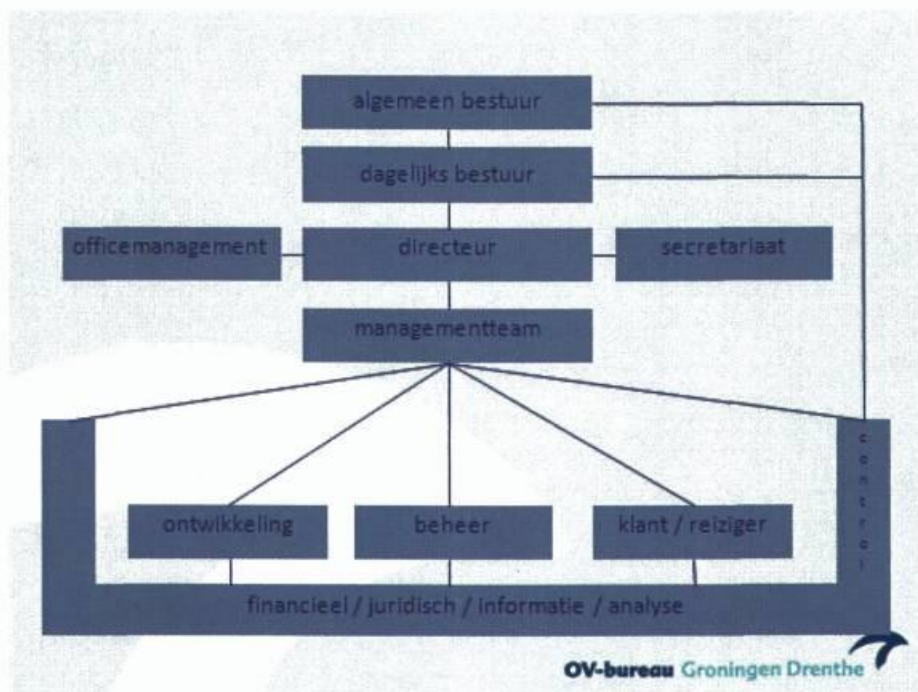 algemeen bestuur
dagelijks bestuur
officemanagement
directeur
secretariaat
managementteam
control
ontwikkeling
beheer
klant / reiziger
financieel / juridisch / informatie / analyse
OV-bureau Groningen Drenthe